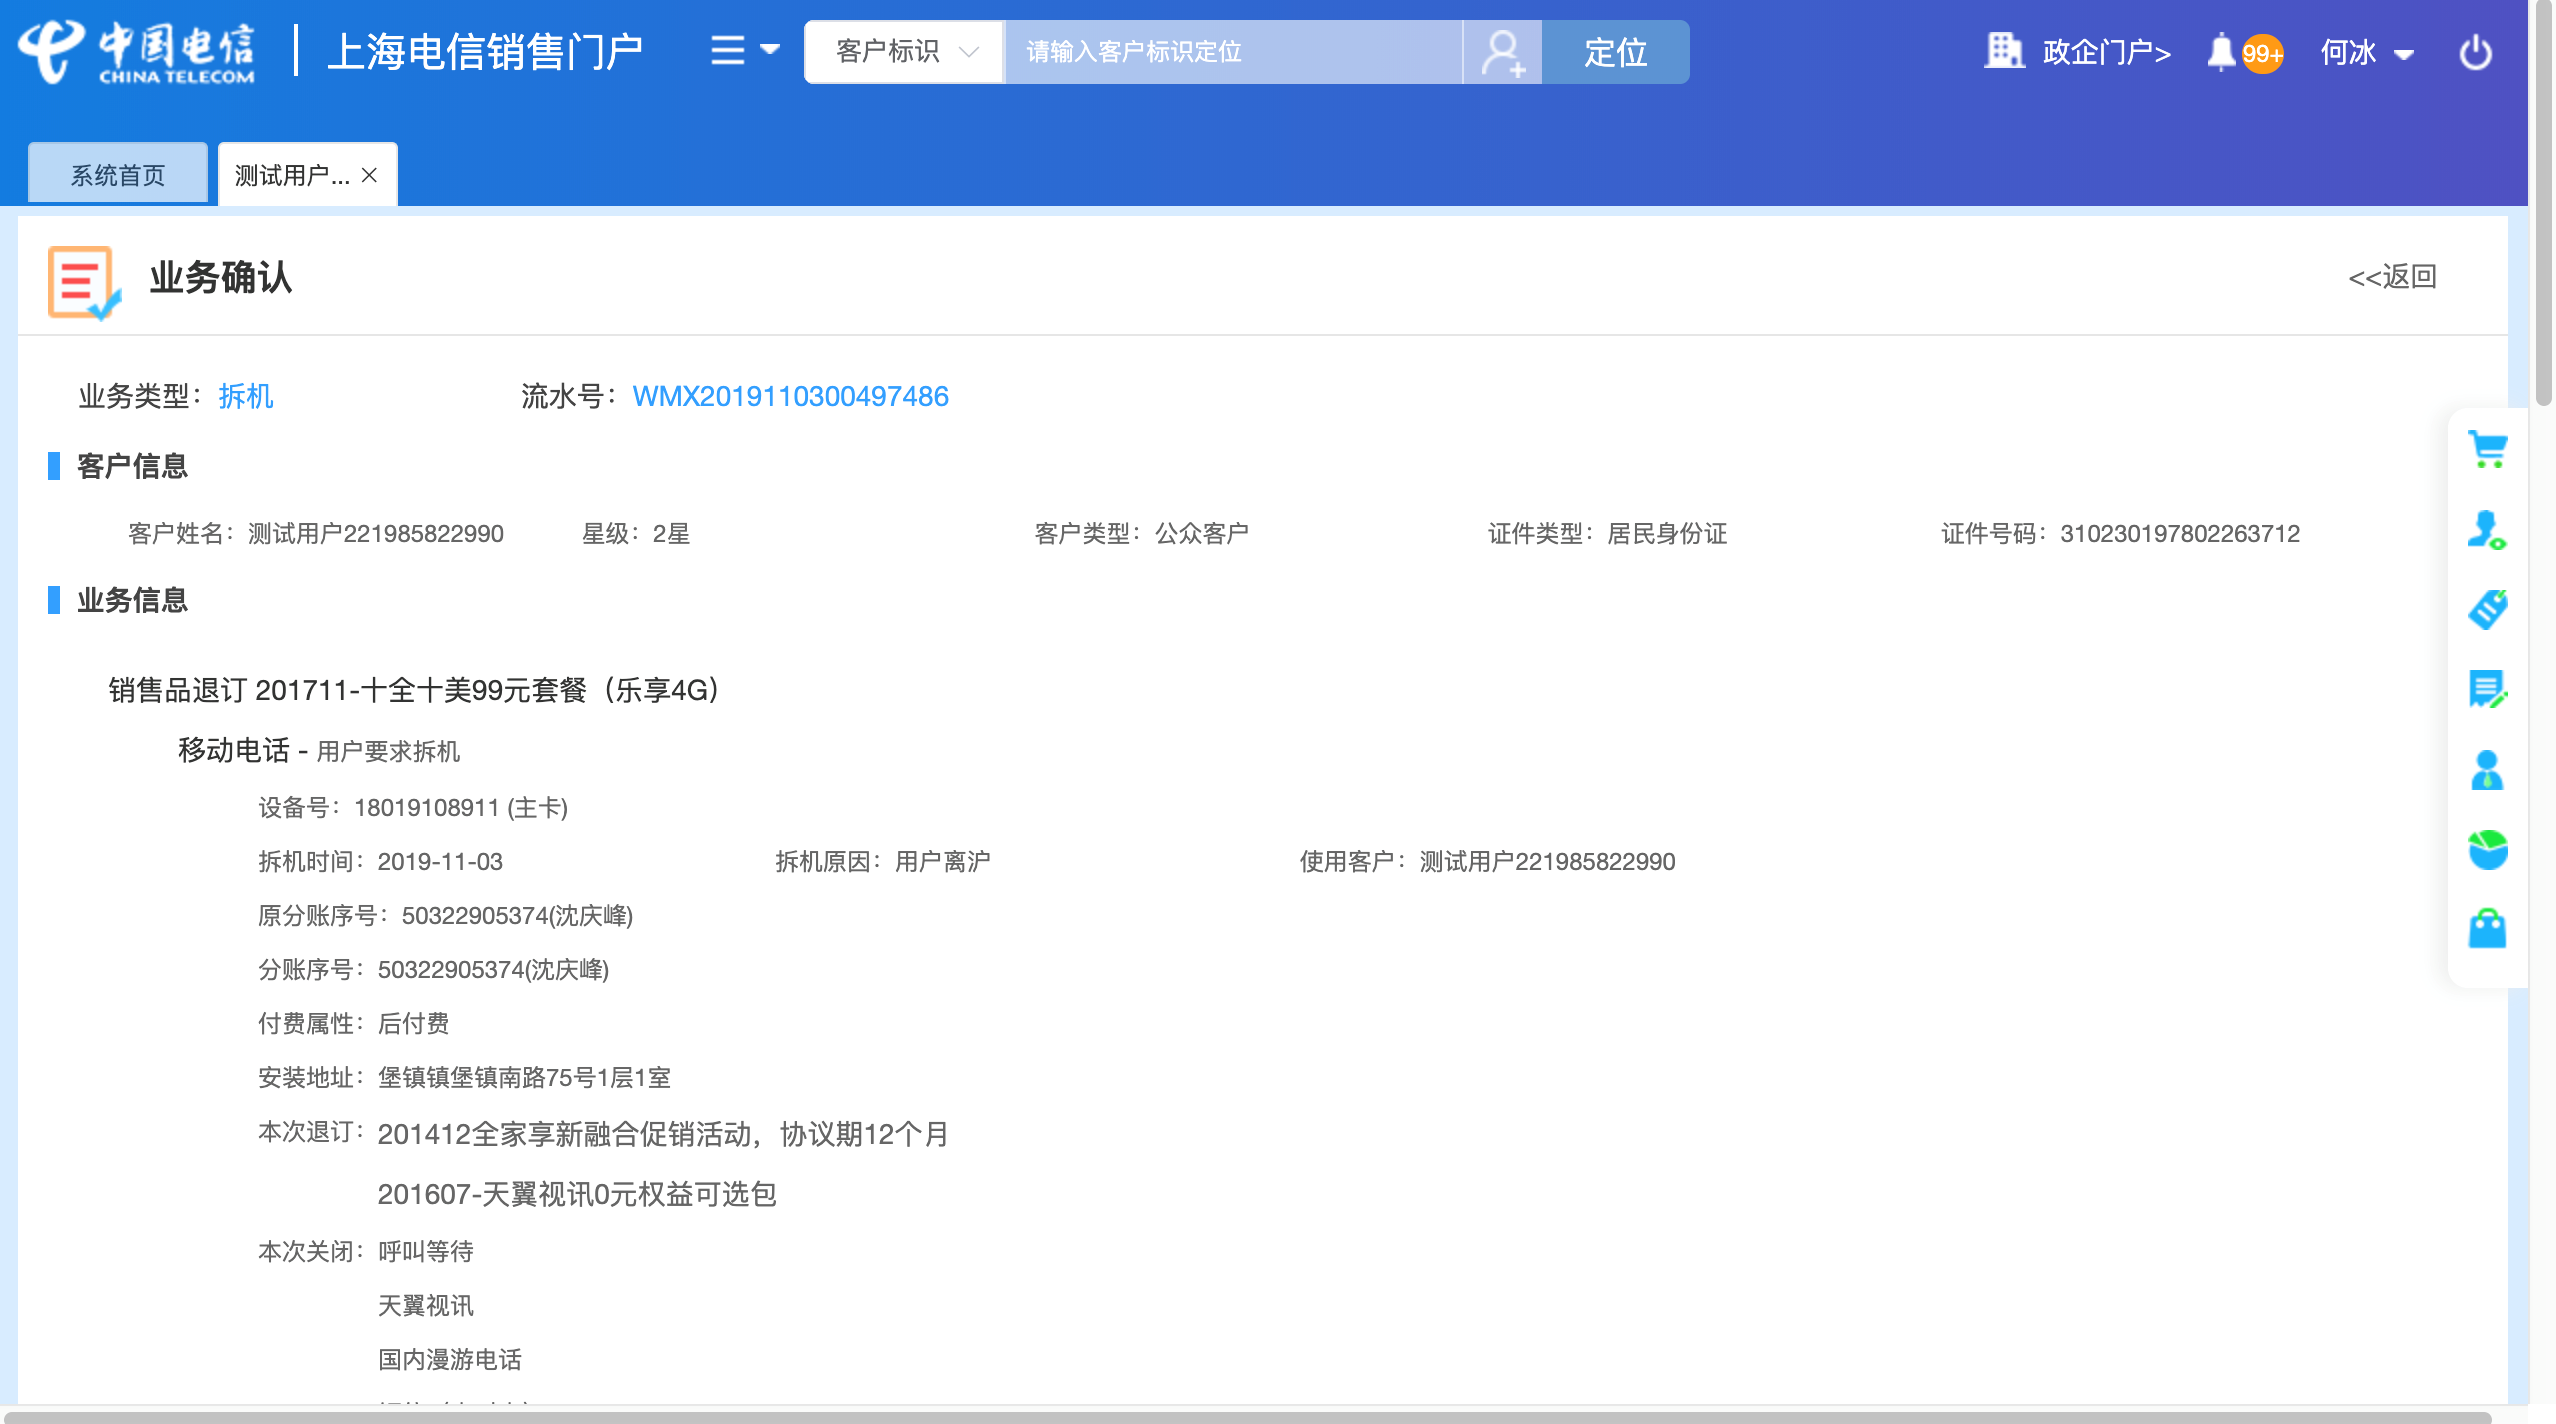 中国电信
CHINA TELECOM
上海电信销售门户
客户标识
请输入客户标识定位
定位
政企门户>
99+
何冰
系统首页
测试用户...
业务确认
<<返回
业务类型：拆机 流水号：WMX2019110300497486
客户信息
客户姓名：测试用户221985822990 星级：2星 客户类型：公众客户 证件类型：居民身份证 证件号码：310230197802263712
业务信息
销售品退订 201711-十全十美99元套餐（乐享4G）
移动电话 - 用户要求拆机
设备号：18019108911 (主卡)
拆机时间：2019-11-03 拆机原因：用户离沪 使用客户：测试用户221985822990
原分账序号：50322905374(沈庆峰)
分账序号：50322905374(沈庆峰)
付费属性：后付费
安装地址：堡镇镇堡镇南路75号1层1室
本次退订：201412全家享新融合促销活动，协议期12个月
201607-天翼视讯0元权益可选包
本次关闭：呼叫等待
天翼视讯
国内漫游电话